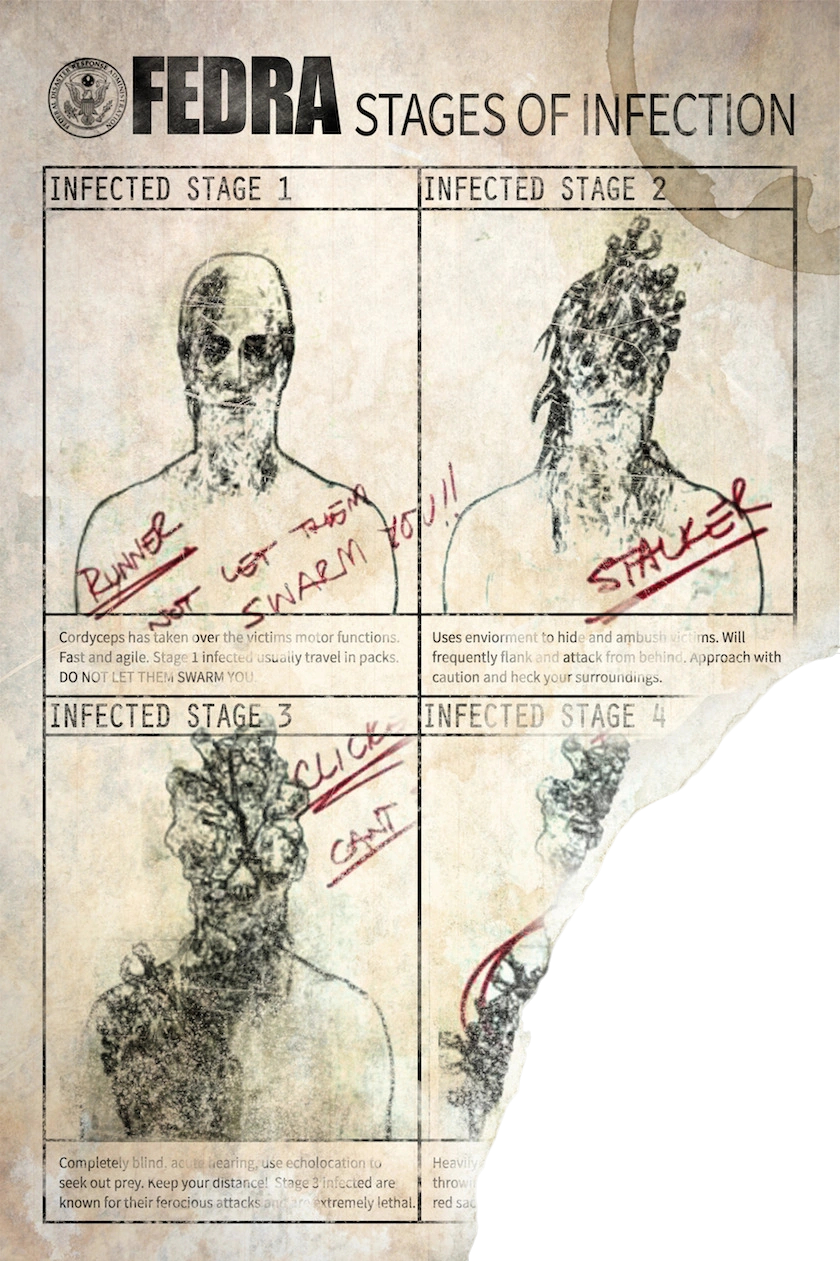 FEDERAL DISASTER RESPONSE ADMINISTRATION
FEDRA STAGES OF INFECTION
INFECTED STAGE 1
RUNNER
NOT LET THEM
SWARM YOU!!
Cordyceps has taken over the victims motor functions.
Fast and agile. Stage 1 infected usually travel in packs.
DO NOT LET THEM SWARM YOU.
INFECTED STAGE 2
STALKER
Uses enviorment to hide and ambush victims. Will
frequently flank and attack from behind. Approach with
caution and heck your surroundings.
INFECTED STAGE 3
CLICKE
CANT
Completely blind, acute hearing, use echolocation to
seek out prey. Keep your distance! Stage 3 infected are
known for their ferocious attacks and are extremely lethal.
INFECTED STAGE 4
Heavily
throwi
red sac